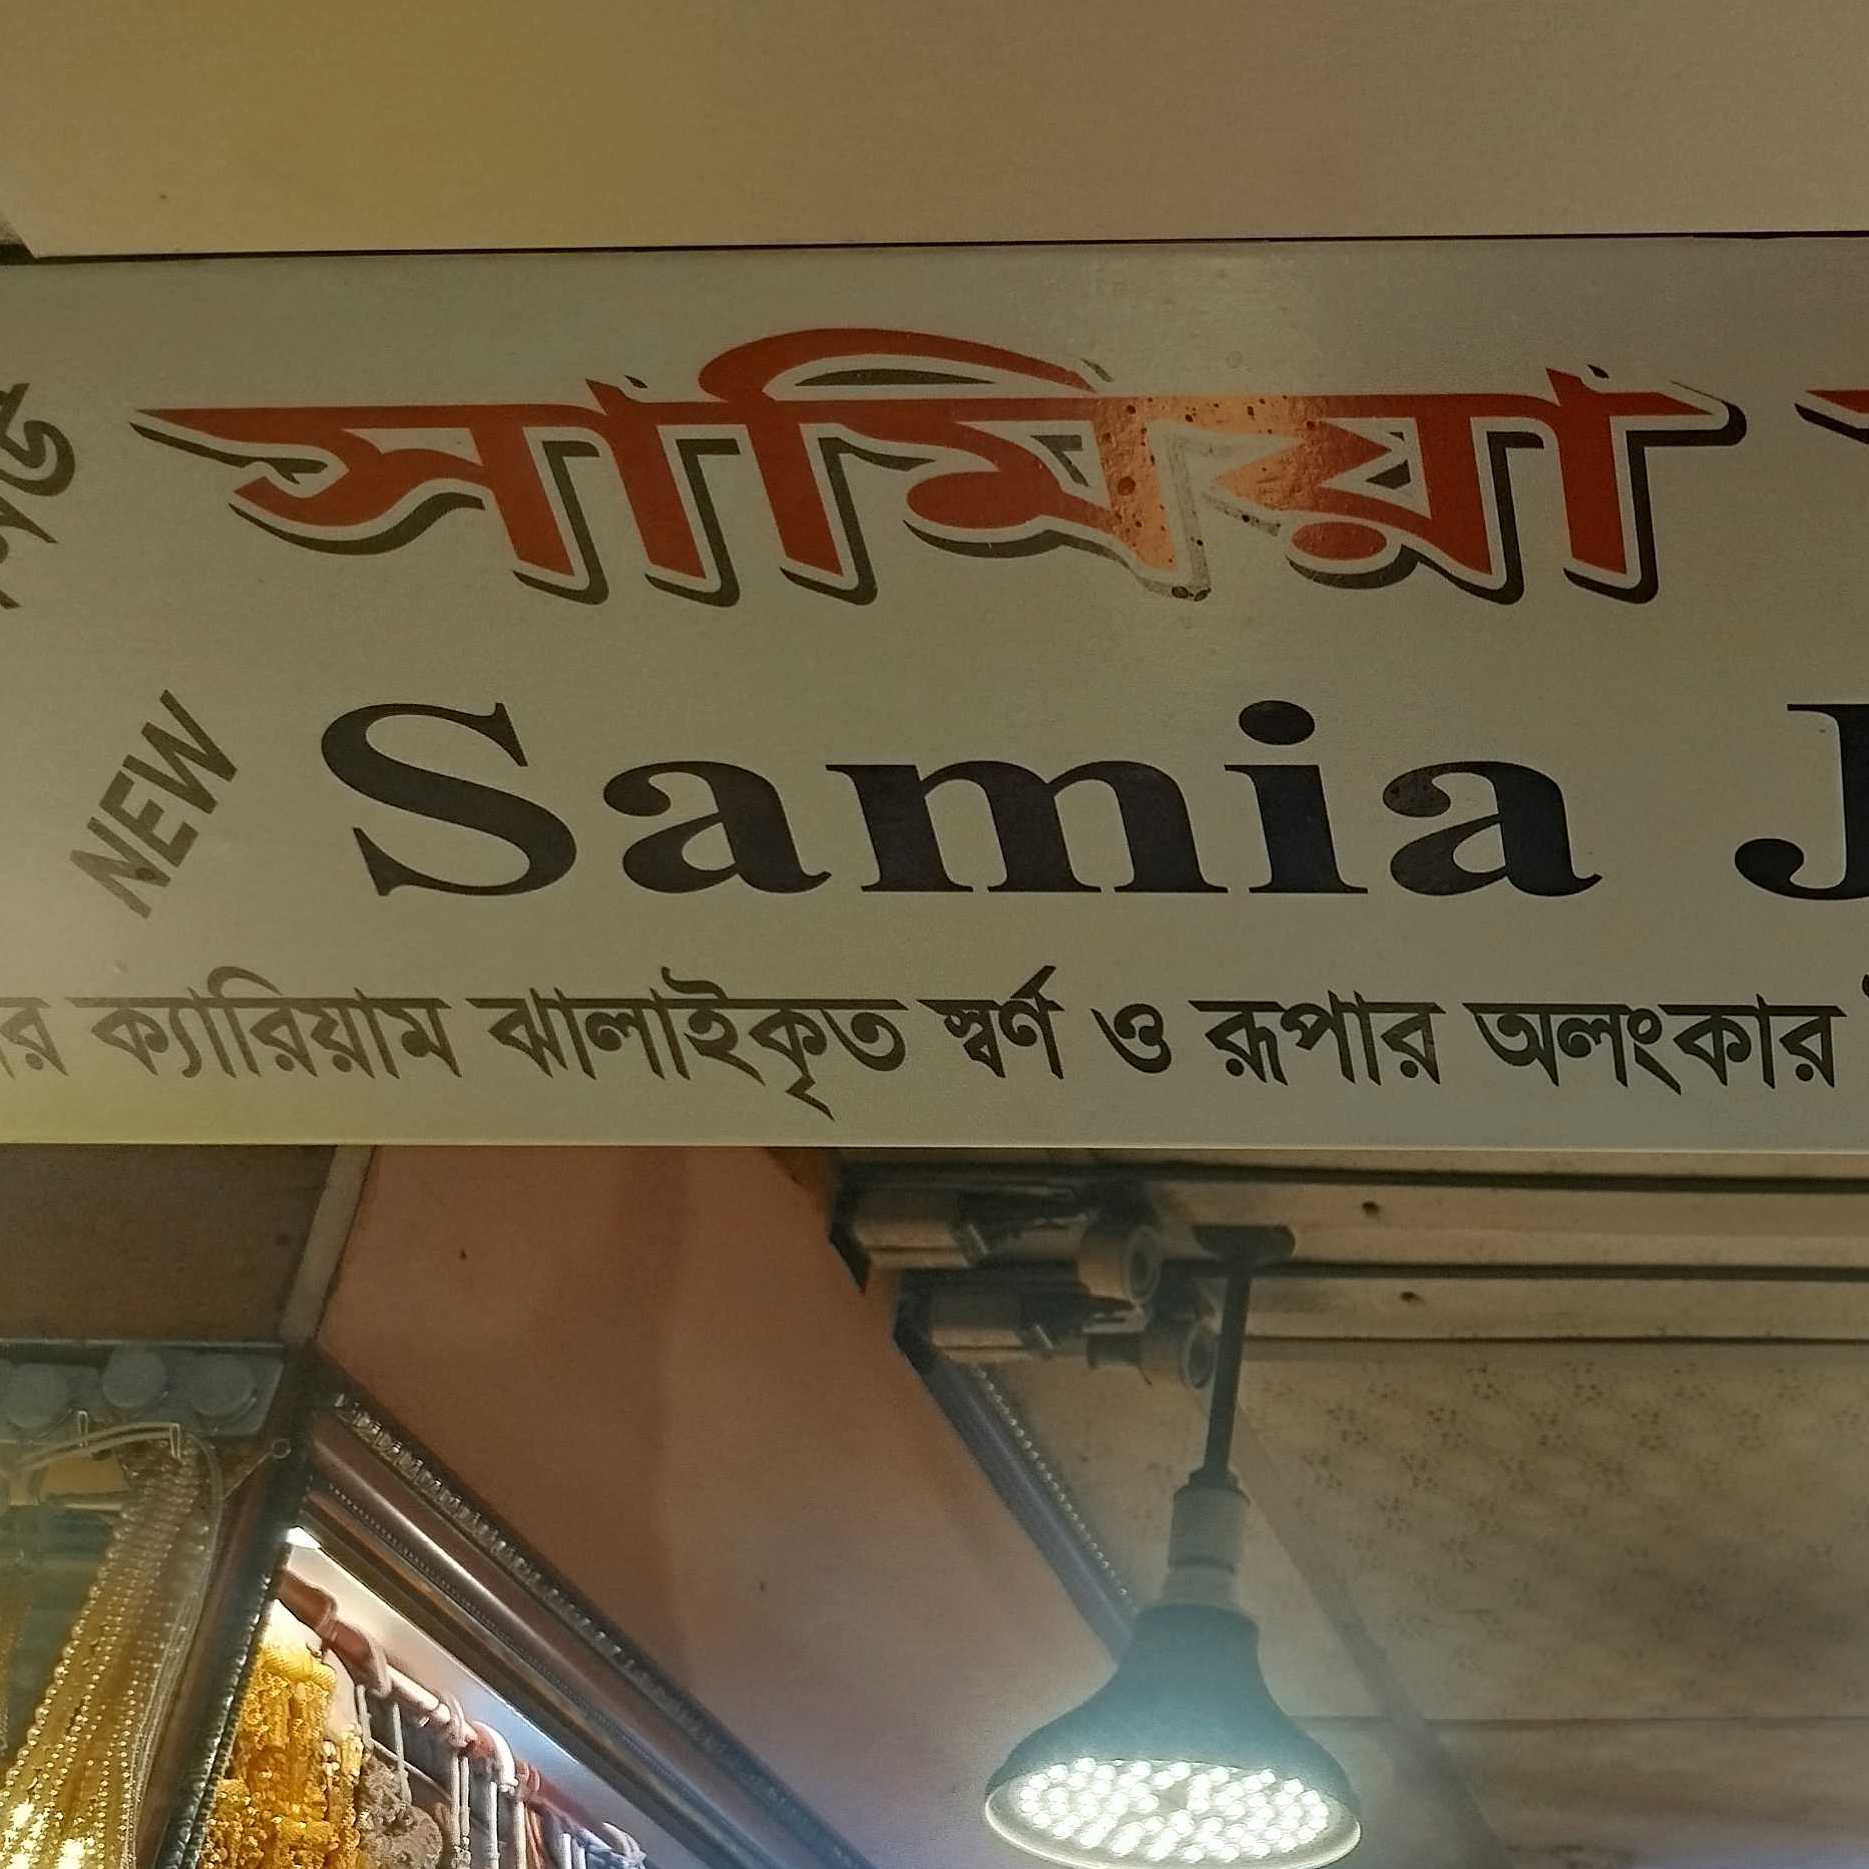 সামিয়া
NEW Samia J
ক্যারিয়াম ঝালাইকৃত স্বর্ণ ও রূপার অলংকার